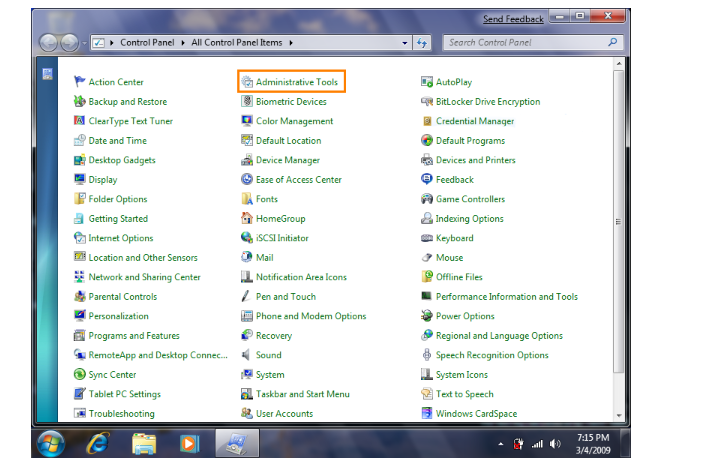 Send Feedback
Control Panel All Control Panel Items
Search Control Panel
Action Center Administrative Tools AutoPlay
Backup and Restore Biometric Devices BitLocker Drive Encryption
ClearType Text Tuner Color Management Credential Manager
Date and Time Default Location Default Programs
Desktop Gadgets Device Manager Devices and Printers
Display Ease of Access Center Feedback
Folder Options Fonts Game Controllers
Getting Started HomeGroup Indexing Options
Internet Options iSCSI Initiator Keyboard
Location and Other Sensors Mail Mouse
Network and Sharing Center Notification Area Icons Offline Files
Parental Controls Pen and Touch Performance Information and Tools
Personalization Phone and Modem Options Power Options
Programs and Features Recovery Regional and Language Options
RemoteApp and Desktop Connec... Sound Speech Recognition Options
Sync Center System System Icons
Tablet PC Settings Taskbar and Start Menu Text to Speech
Troubleshooting User Accounts Windows CardSpace
7:15 PM
3/4/2009